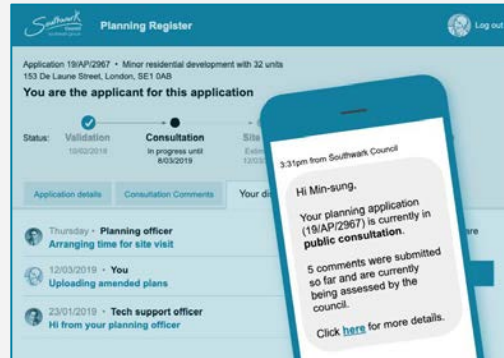 Southwark
Council
Planning Register
Log out
Application 19/AP/2967 • Minor residential development with 32 units
153 De Laune Street, London, SE1 0AB
You are the applicant for this application
Status:
Validation
10/02/2019
Consultation
In progress until
8/03/2019
Site
Application details
Consultation Comments
Your dis
Thursday • Planning officer
Arranging time for site visit
12/03/2019 • You
Uploading amended plans
23/01/2019 • Tech support officer
Hi from your planning officer
3:31pm from Southwark Council
Hi Min-sung,
Your planning application
(19/AP/2967) is currently in
public consultation.
5 comments were submitted
so far and are currently
being assessed by the
council.
Click here for more details.